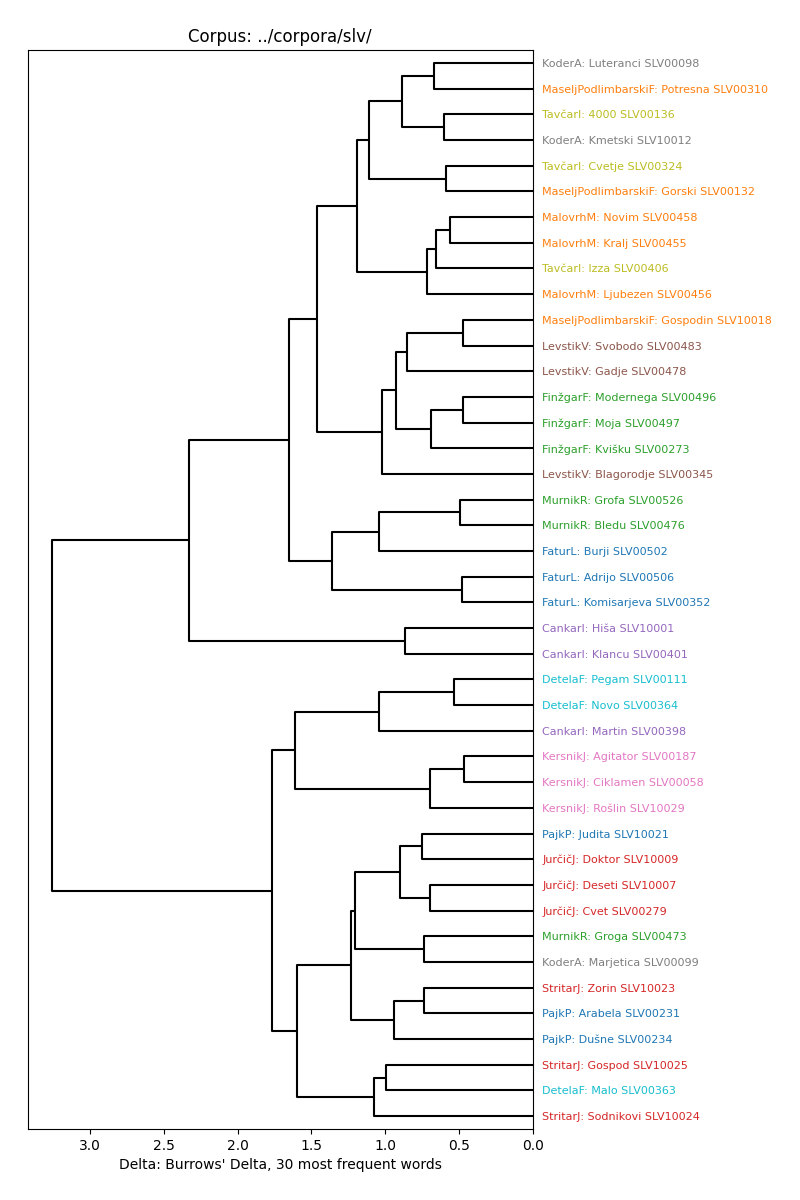 Corpus: ../corpora/slv/
KoderA: Luteranci SLV00098
MaseljPodlimbarskiF: Potresna SLV00310
TavčarI: 4000 SLV00136
KoderA: Kmetski SLV10012
TavčarI: Cvetje SLV00324
MaseljPodlimbarskiF: Gorski SLV00132
MalovrhM: Novim SLV00458
MalovrhM: Kralj SLV00455
TavčarI: Izza SLV00406
MalovrhM: Ljubezen SLV00456
MaseljPodlimbarskiF: Gospodin SLV10018
LevstikV: Svobodo SLV00483
LevstikV: Gadje SLV00478
FinžgarF: Modernega SLV00496
FinžgarF: Moja SLV00497
FinžgarF: Kvišku SLV00273
LevstikV: Blagorodje SLV00345
MurnikR: Grofa SLV00526
MurnikR: Bledu SLV00476
FaturL: Burji SLV00502
FaturL: Adrijo SLV00506
FaturL: Komisarjeva SLV00352
CankarI: Hiša SLV10001
CankarI: Klancu SLV00401
DetelaF: Pegam SLV00111
DetelaF: Novo SLV00364
CankarI: Martin SLV00398
KersnikJ: Agitator SLV00187
KersnikJ: Ciklamen SLV00058
KersnikJ: Rošlin SLV10029
PajkP: Judita SLV10021
JurčičJ: Doktor SLV10009
JurčičJ: Deseti SLV10007
JurčičJ: Cvet SLV00279
MurnikR: Groga SLV00473
KoderA: Marjetica SLV00099
StritarJ: Zorin SLV10023
PajkP: Arabela SLV00231
PajkP: Dušne SLV00234
StritarJ: Gospod SLV10025
DetelaF: Malo SLV00363
StritarJ: Sodnikovi SLV10024
3.0 2.5 2.0 1.5 1.0 0.5 0.0
Delta: Burrows' Delta, 30 most frequent words